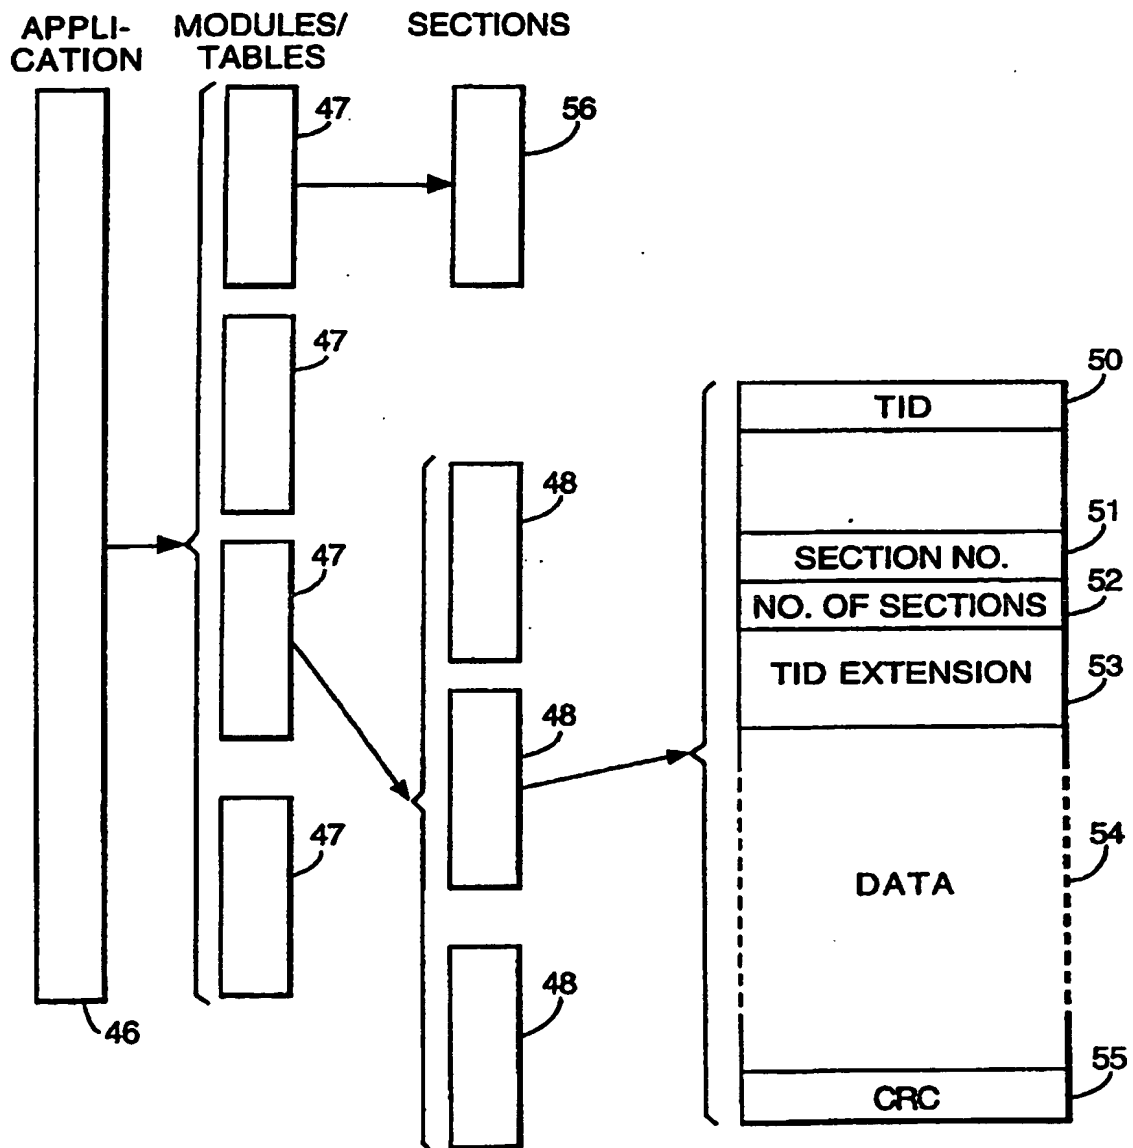 APPLI-
CATION
MODULES/
TABLES
SECTIONS
47
56
47
50
TID
48
51
SECTION NO.
47
52
NO. OF SECTIONS
53
TID EXTENSION
48
47
54
DATA
48
46
55
CRC